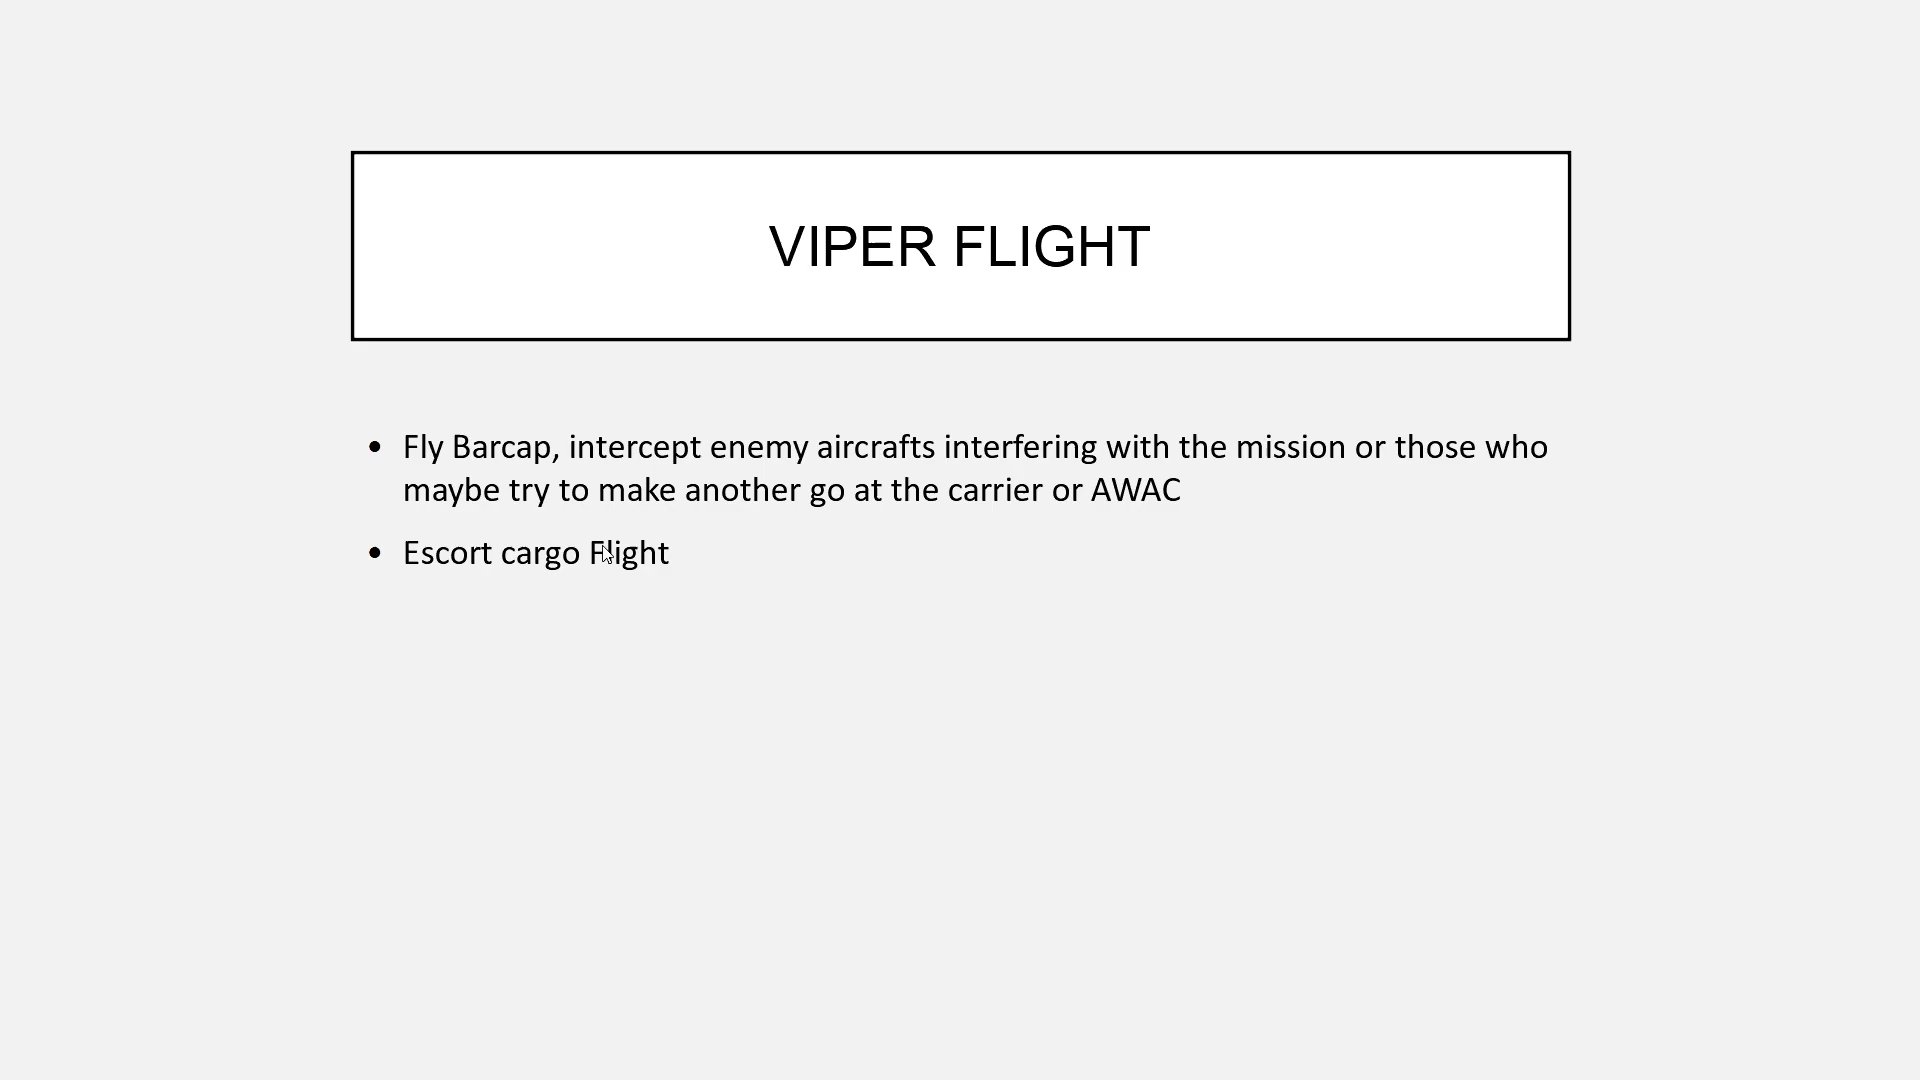 VIPER FLIGHT
• Fly Barcap, intercept enemy aircrafts interfering with the mission or those who
maybe try to make another go at the carrier or AWAC
• Escort cargo Flight